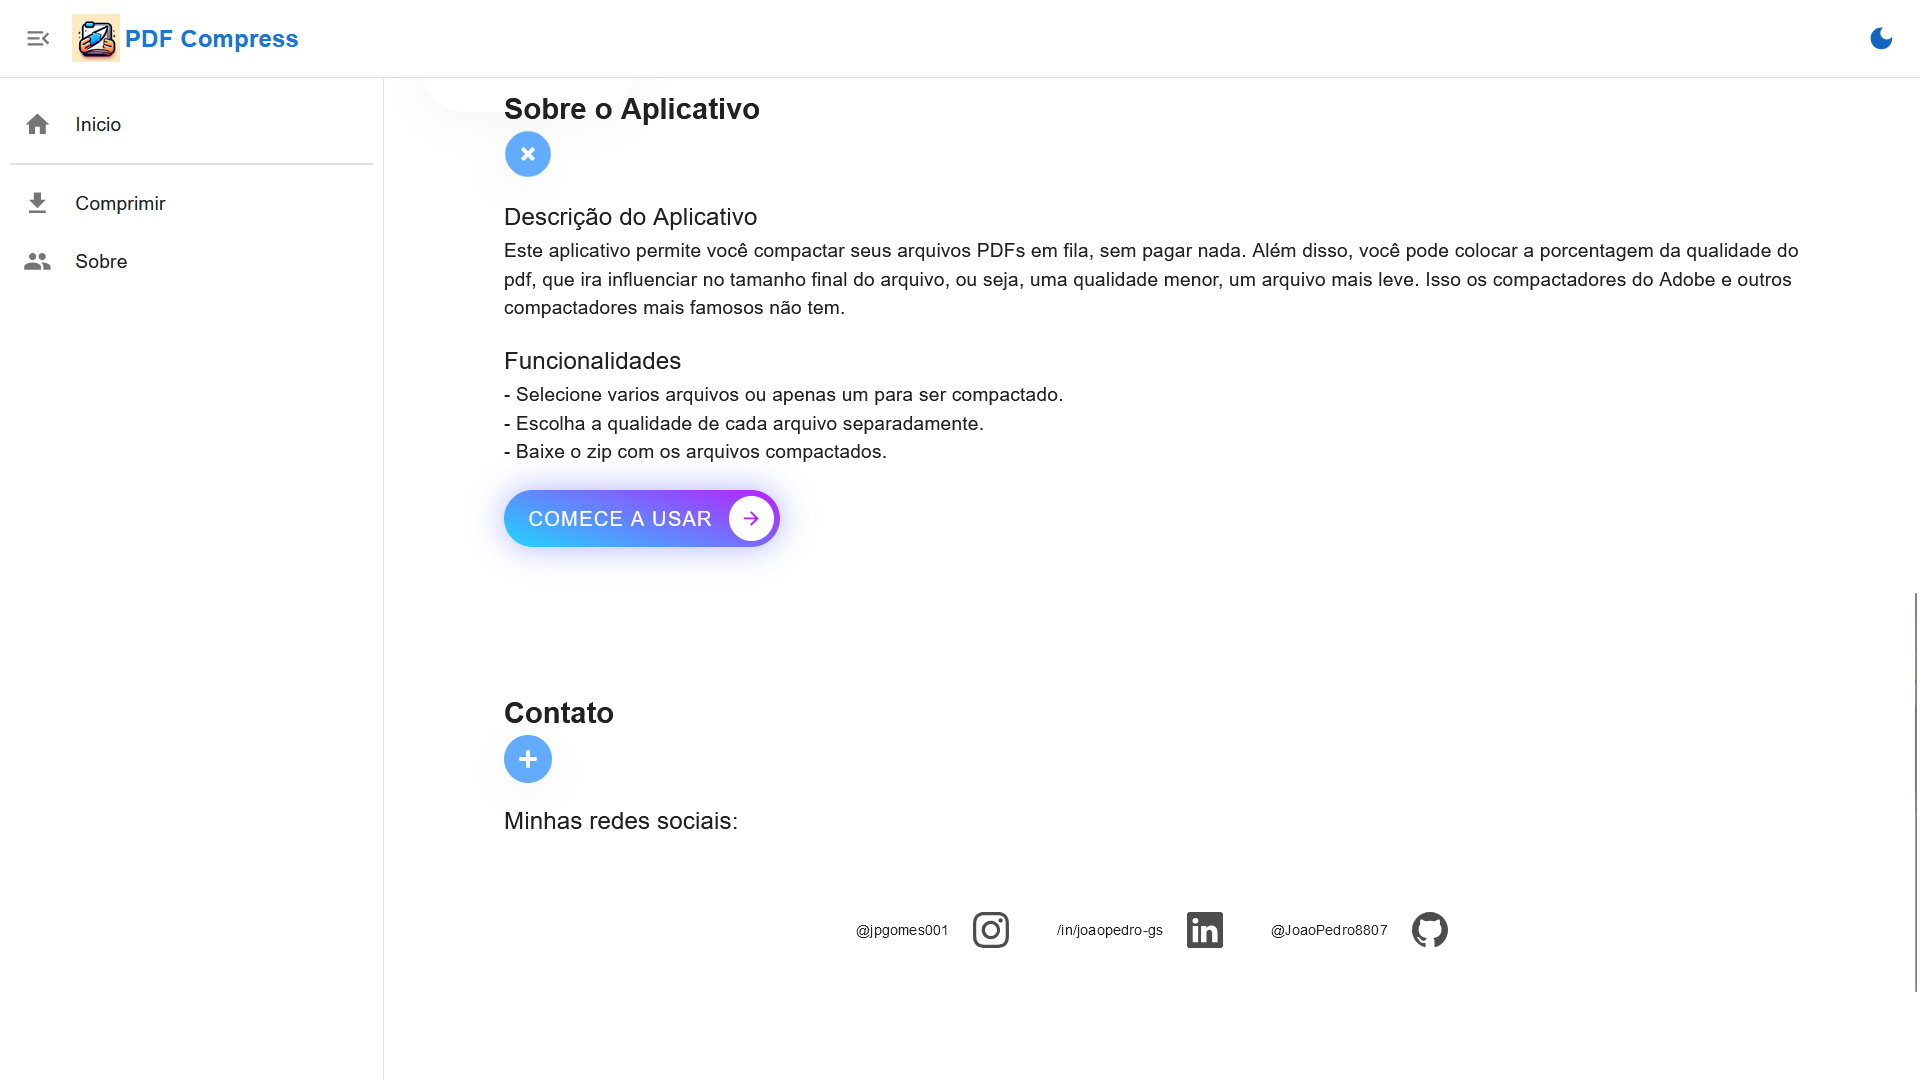 PDF Compress
Inicio
Comprimir
Sobre
Sobre o Aplicativo
Descrição do Aplicativo
Este aplicativo permite você compactar seus arquivos PDFs em fila, sem pagar nada. Além disso, você pode colocar a porcentagem da qualidade do
pdf, que ira influenciar no tamanho final do arquivo, ou seja, uma qualidade menor, um arquivo mais leve. Isso os compactadores do Adobe e outros
compactadores mais famosos não tem.
Funcionalidades
- Selecione varios arquivos ou apenas um para ser compactado.
- Escolha a qualidade de cada arquivo separadamente.
- Baixe o zip com os arquivos compactados.
COMECE A USAR
Contato
Minhas redes sociais:
@jpgomes001
/in/joaopedro-gs
@JoaoPedro8807